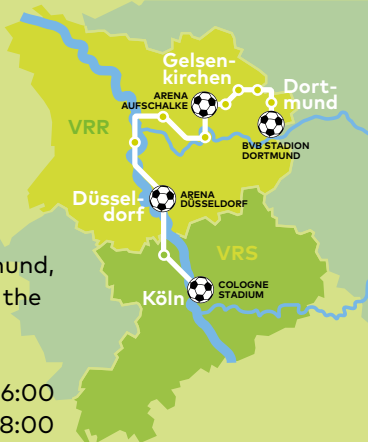 Gelsen-
kirchen
ARENA
AUFSCHALKE
Dort-
mund
VRR
BVB STADION
DORTMUND
Düssel-
dorf
ARENA
DÜSSELDORF
VRS
Köln
COLOGNE
STADIUM
the
6:00
8:00